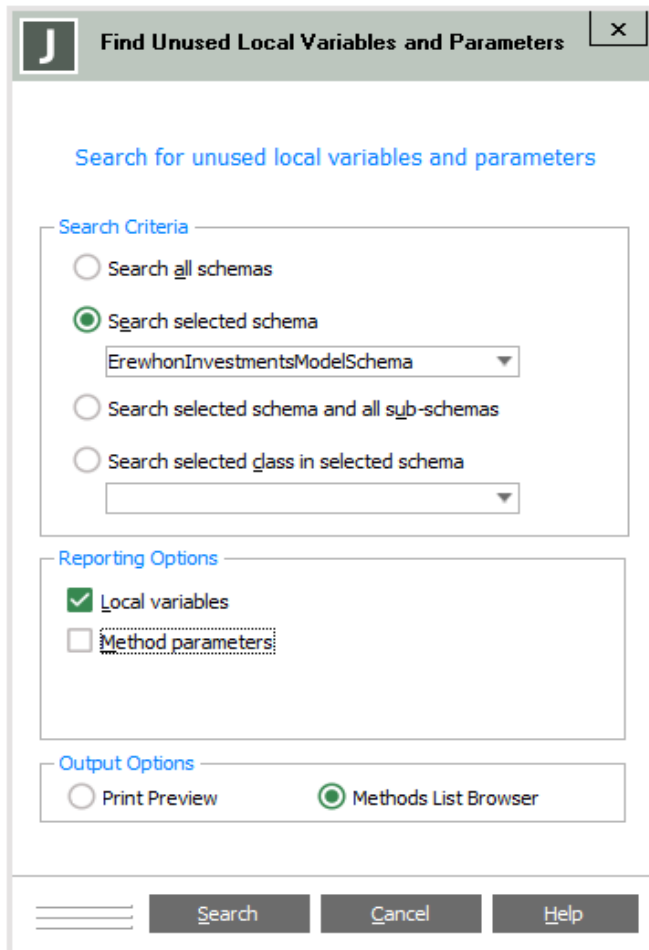 J
Find Unused Local Variables and Parameters
x
Search for unused local variables and parameters
Search Criteria
Search all schemas
Search selected schema
ErewhonInvestmentsModelSchema
Search selected schema and all sub-schemas
Search selected class in selected schema
Reporting Options
Local variables
Method parameters
Output Options
Print Preview Methods List Browser
Search Cancel Help